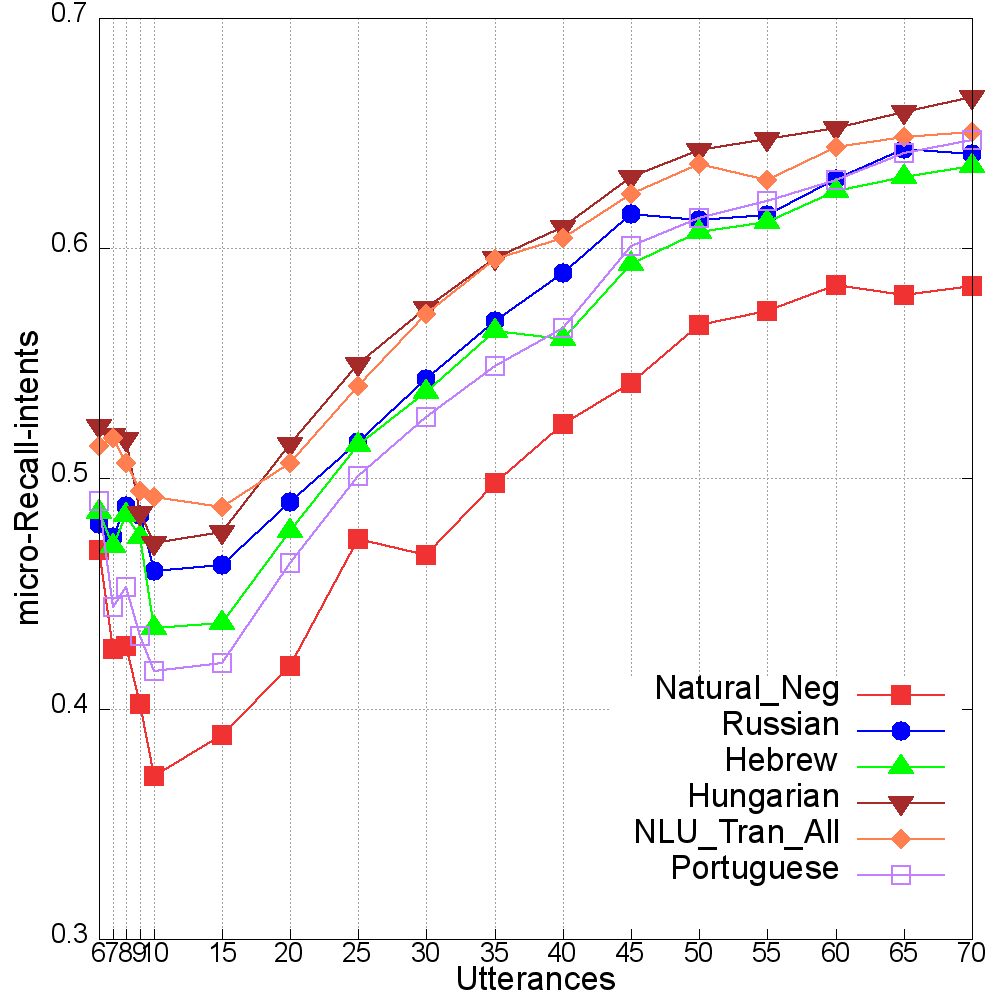 0.7
0.6
0.5
0.4
0.3
micro-Recall-intents
Natural_Neg
Russian
Hebrew
Hungarian
NLU_Tran_All
Portuguese
6 7 8 9 10 15 20 25 30 35 40 45 50 55 60 65 70
Utterances